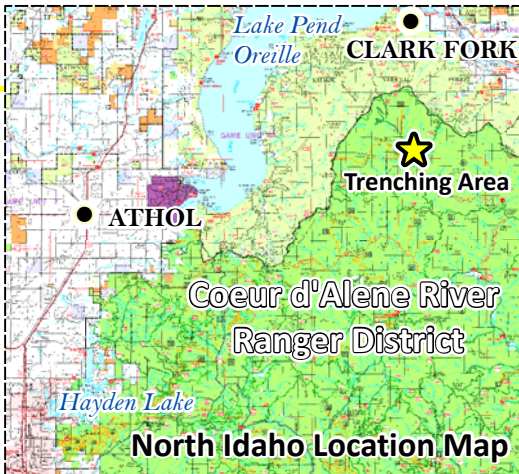 Lake Pend
Oreille
CLARK FORK
Trenching Area
ATHOL
Coeur d'Alene River
Ranger District
Hayden Lake
North Idaho Location Map